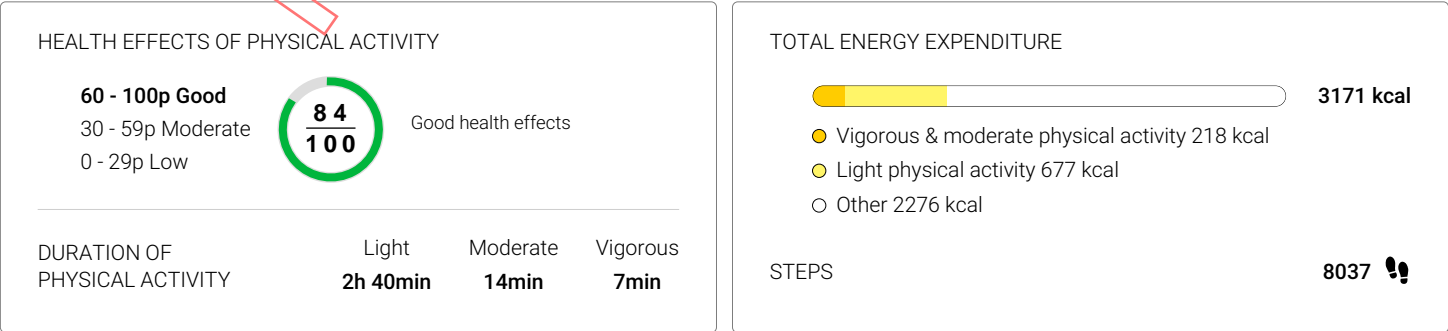 HEALTH EFFECTS OF PHYSICAL ACTIVITY
60 - 100p Good
30 - 59p Moderate
0 - 29p Low
84
100
Good health effects
DURATION OF
PHYSICAL ACTIVITY
Light
Moderate
Vigorous
2h 40min
14min
7min
TOTAL ENERGY EXPENDITURE
3171 kcal
Vigorous & moderate physical activity 218 kcal
Light physical activity 677 kcal
Other 2276 kcal
STEPS
8037